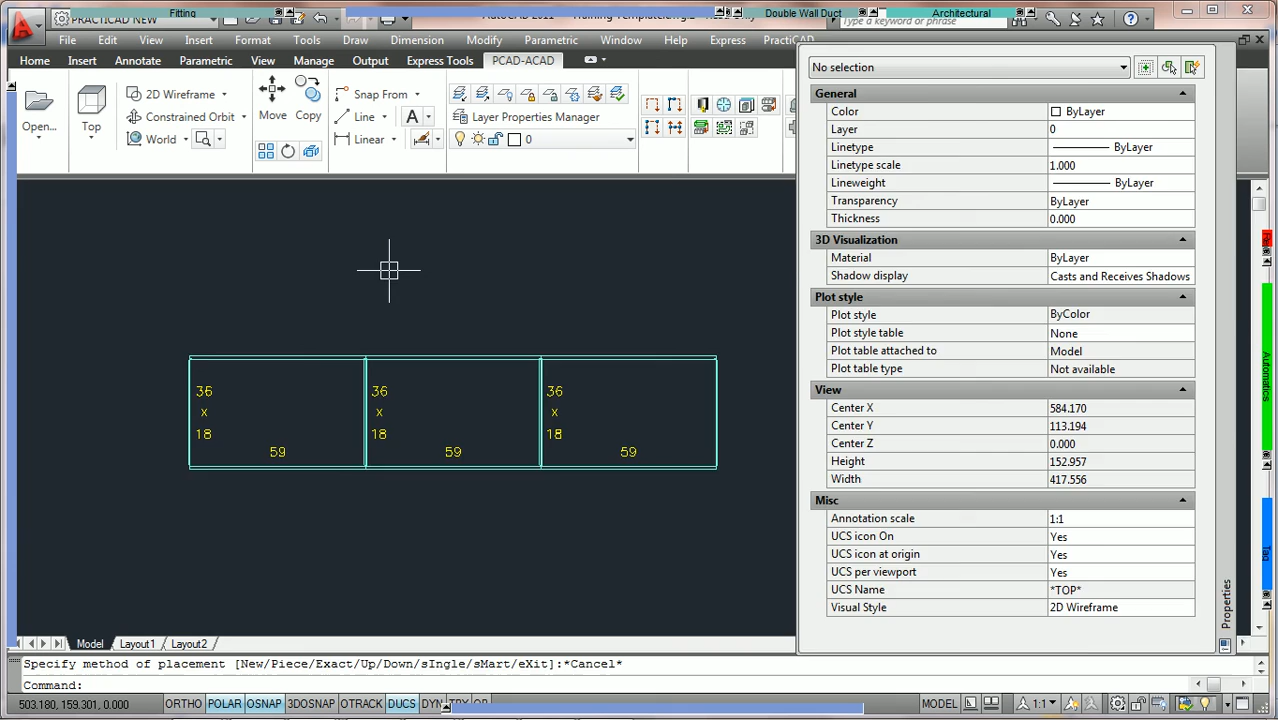 Fitting
Double Wall Duct
Architectural
PRACTICAD NEW
Type a keyword or phrase
File
Edit
View
Insert
Format
Tools
Draw
Dimension
Modify
Parametric
Window
Help
Express
PractiCAD
Home
Insert
Annotate
Parametric
View
Manage
Output
Express Tools
PCAD-ACAD
Open...
Top
2D Wireframe
Constrained Orbit
World
Move
Copy
Snap From
Line
A
Linear
Layer Properties Manager
0
No selection
General
Color ByLayer
Layer 0
Linetype ByLayer
Linetype scale 1.000
Lineweight ByLayer
Transparency ByLayer
Thickness 0.000
3D Visualization
Material ByLayer
Shadow display Casts and Receives Shadows
Plot style
Plot style ByColor
Plot style table None
Plot table attached to Model
Plot table type Not available
View
Center X 584.170
Center Y 113.194
Center Z 0.000
Height 152.957
Width 417.556
Misc
Annotation scale 1:1
UCS icon On Yes
UCS icon at origin Yes
UCS per viewport Yes
UCS Name *TOP*
Visual Style 2D Wireframe
Properties
Automatics
Tag
36 36 36
x x x
18 18 18
59 59 59
Model
Layout1
Layout2
Specify method of placement [New/Piece/Exact/Up/Down/sIngle/sMart/eXit]:*Cancel*
Command:
503.180, 159.301, 0.000
ORTHO
POLAR
OSNAP
3DOSNAP
OTRACK
DUCS
DYN
MODEL
1:1